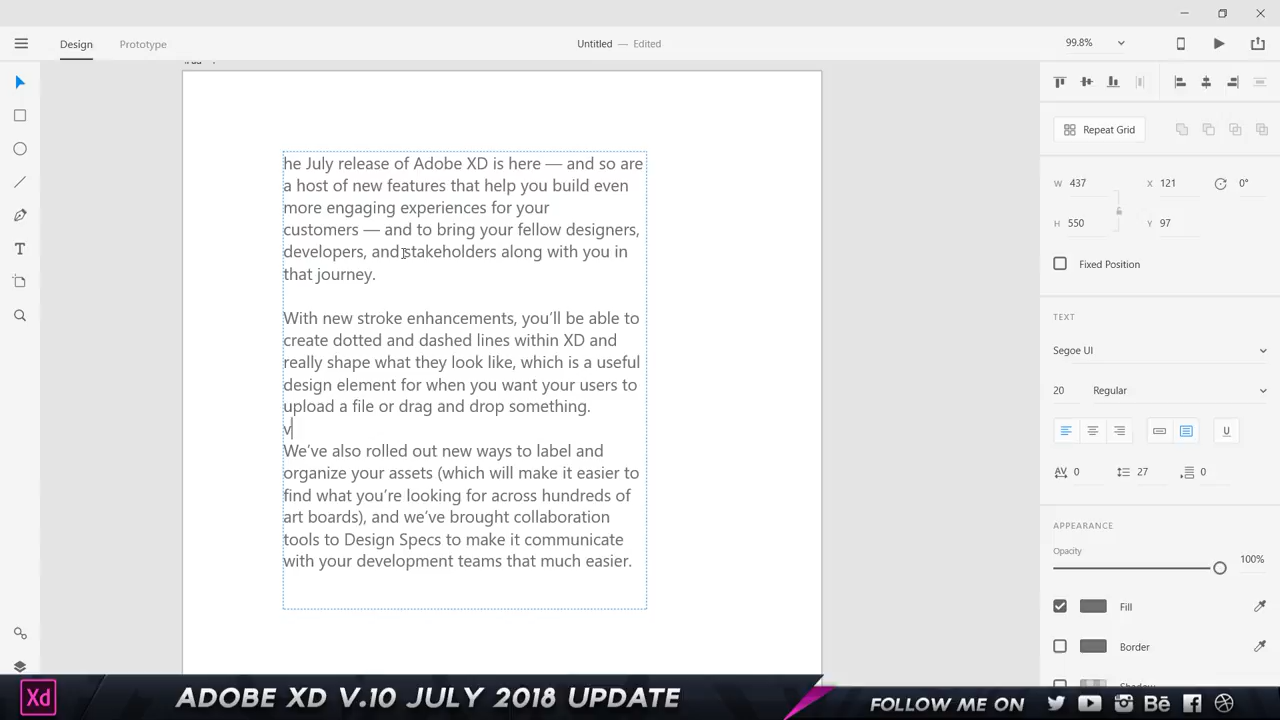 Design
Prototype
Untitled — Edited
99.8%
he July release of Adobe XD is here — and so are
a host of new features that help you build even
more engaging experiences for your
customers — and to bring your fellow designers,
developers, and stakeholders along with you in
that journey.
With new stroke enhancements, you’ll be able to
create dotted and dashed lines within XD and
really shape what they look like, which is a useful
design element for when you want your users to
upload a file or drag and drop something.
v
We’ve also rolled out new ways to label and
organize your assets (which will make it easier to
find what you’re looking for across hundreds of
art boards), and we’ve brought collaboration
tools to Design Specs to make it communicate
with your development teams that much easier.
Repeat Grid
W 437 X 121 0°
H 550 Y 97
Fixed Position
TEXT
Segoe UI
20 Regular
AV 0 27 0
APPEARANCE
Opacity
100%
Fill
Border
T
U
Xd
ADOBE XD V.10 JULY 2018 UPDATE
FOLLOW ME ON
Bē